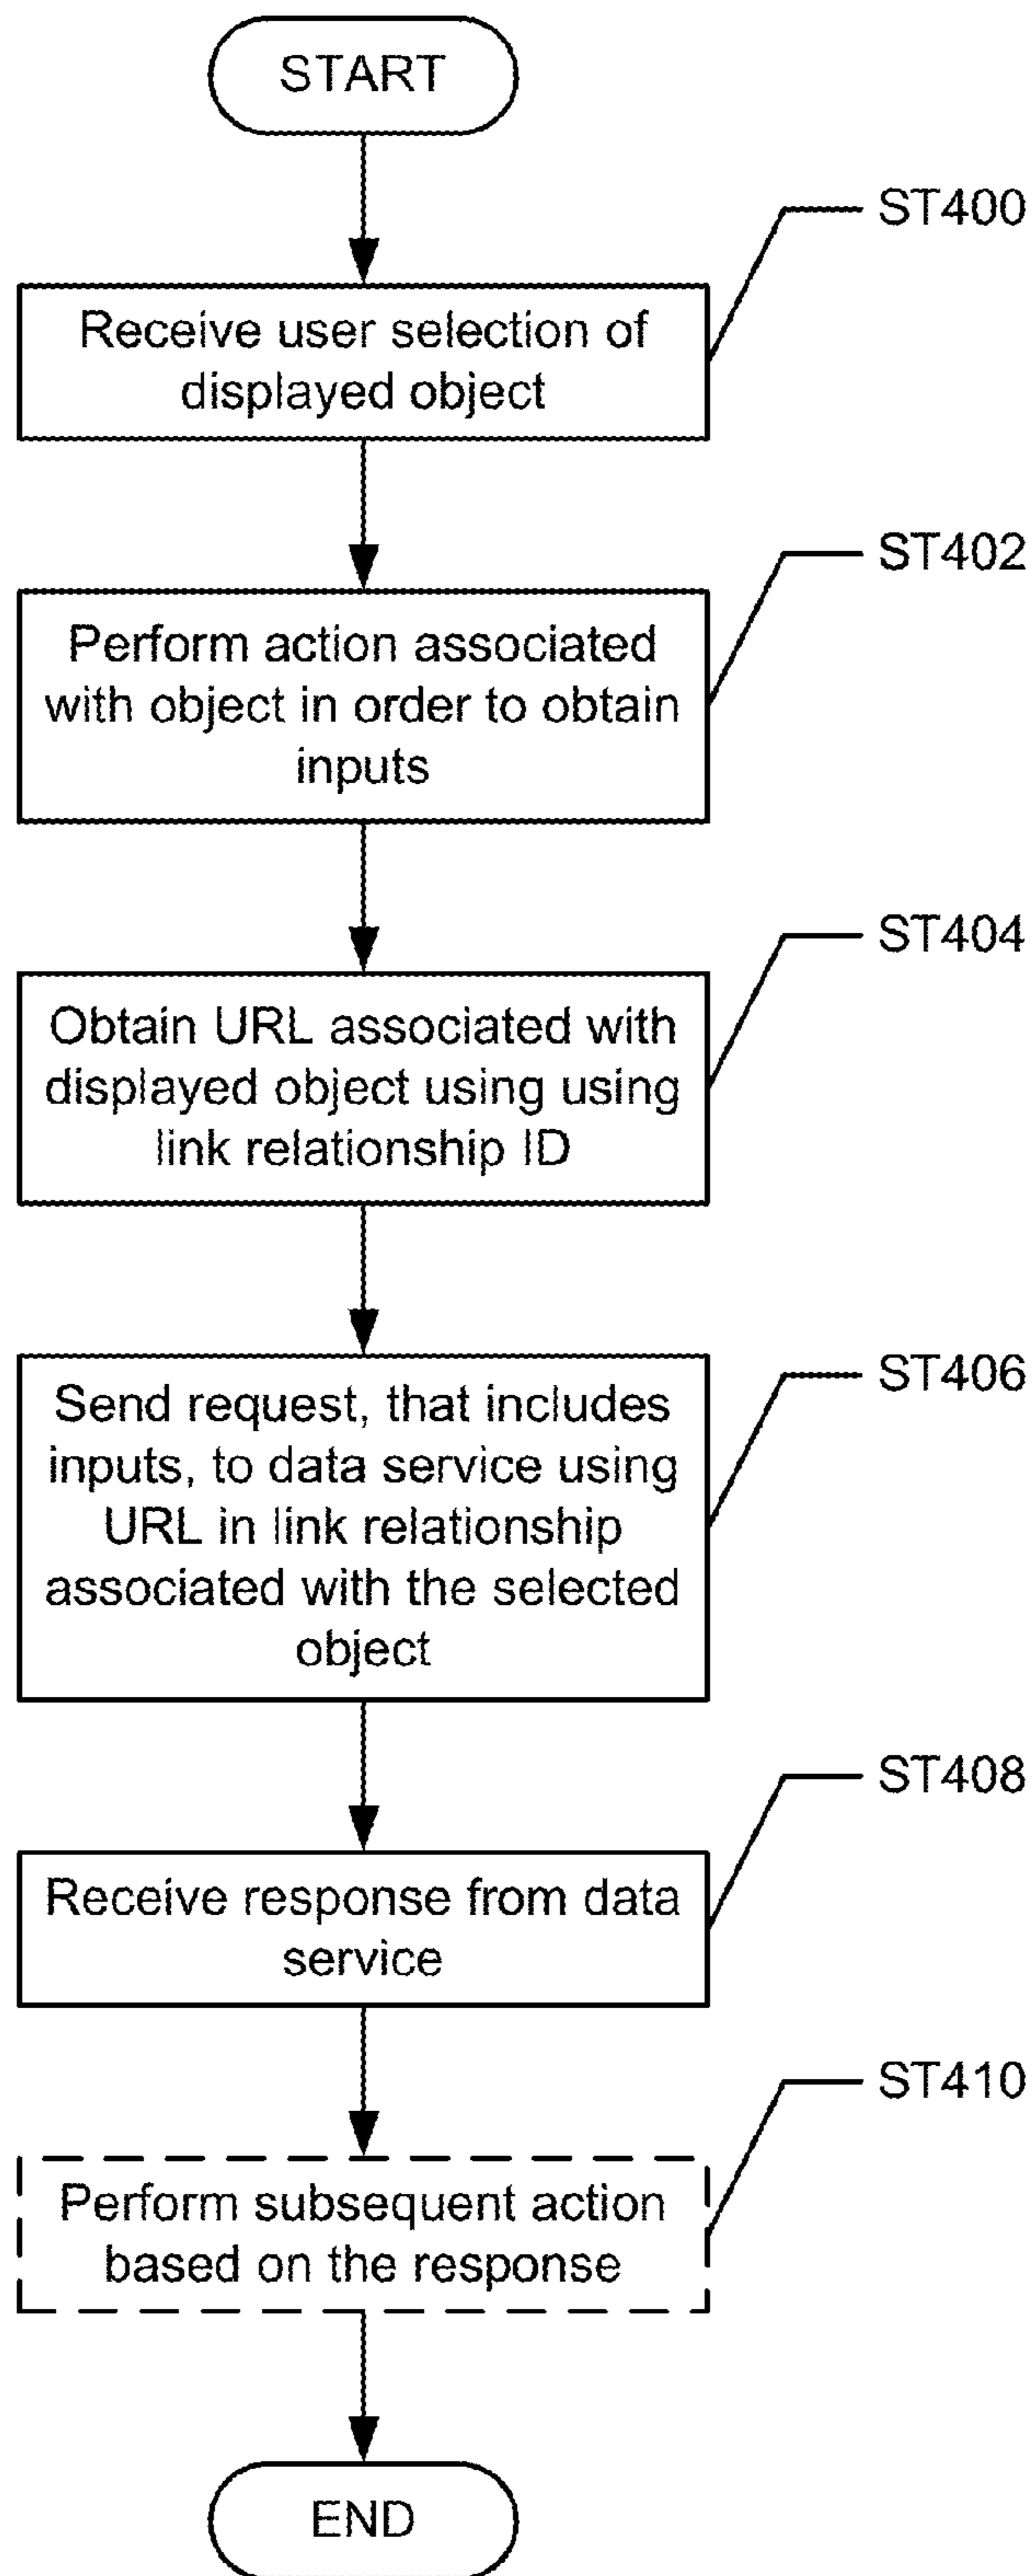 START
ST400
Receive user selection of
displayed object
ST402
Perform action associated
with object in order to obtain
inputs
ST404
Obtain URL associated with
displayed object using using
link relationship ID
ST406
Send request, that includes
inputs, to data service using
URL in link relationship
associated with the selected
object
ST408
Receive response from data
service
ST410
Perform subsequent action
based on the response
END